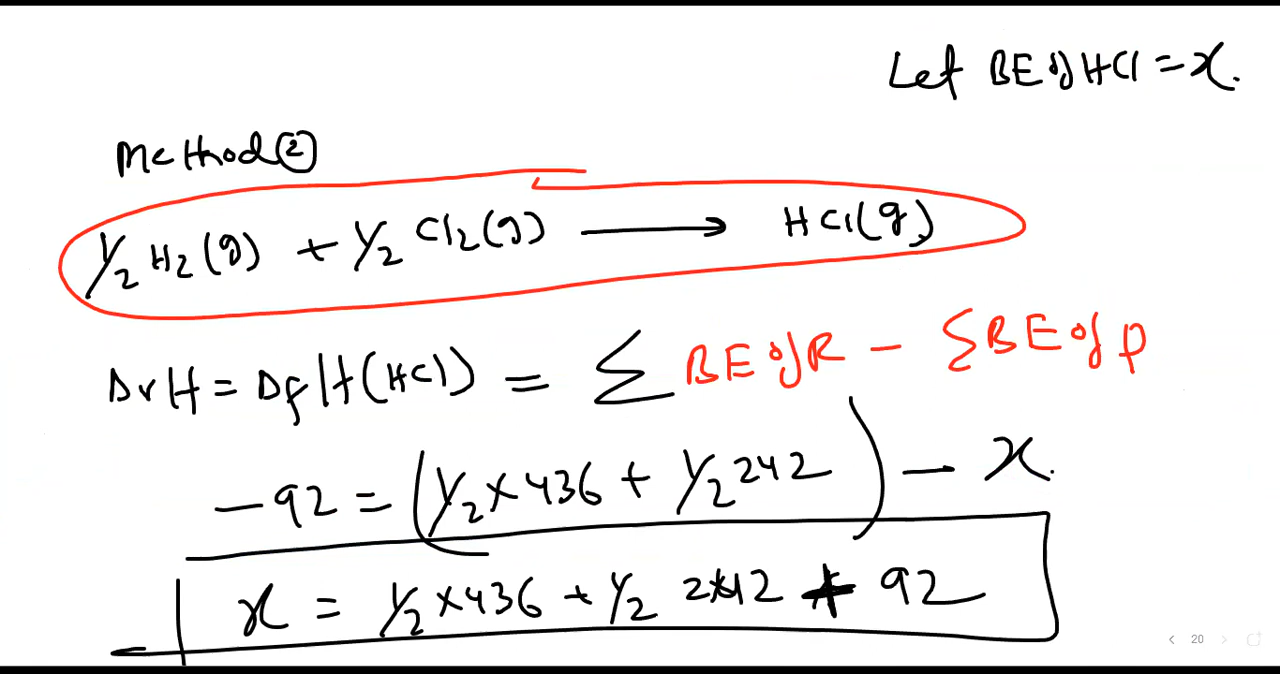 Let BE of HCl = x.
Method ②
1/2 H2(g) + 1/2 Cl2(g) ⟶ HCl(g)
ΔrH = ΔfH(HCl) = ∑ BE of R − ∑BE of P
−92 = (1/2×436 + 1/2 242) − x.
x = 1/2×436 + 1/2 242 + 92
< 20 >